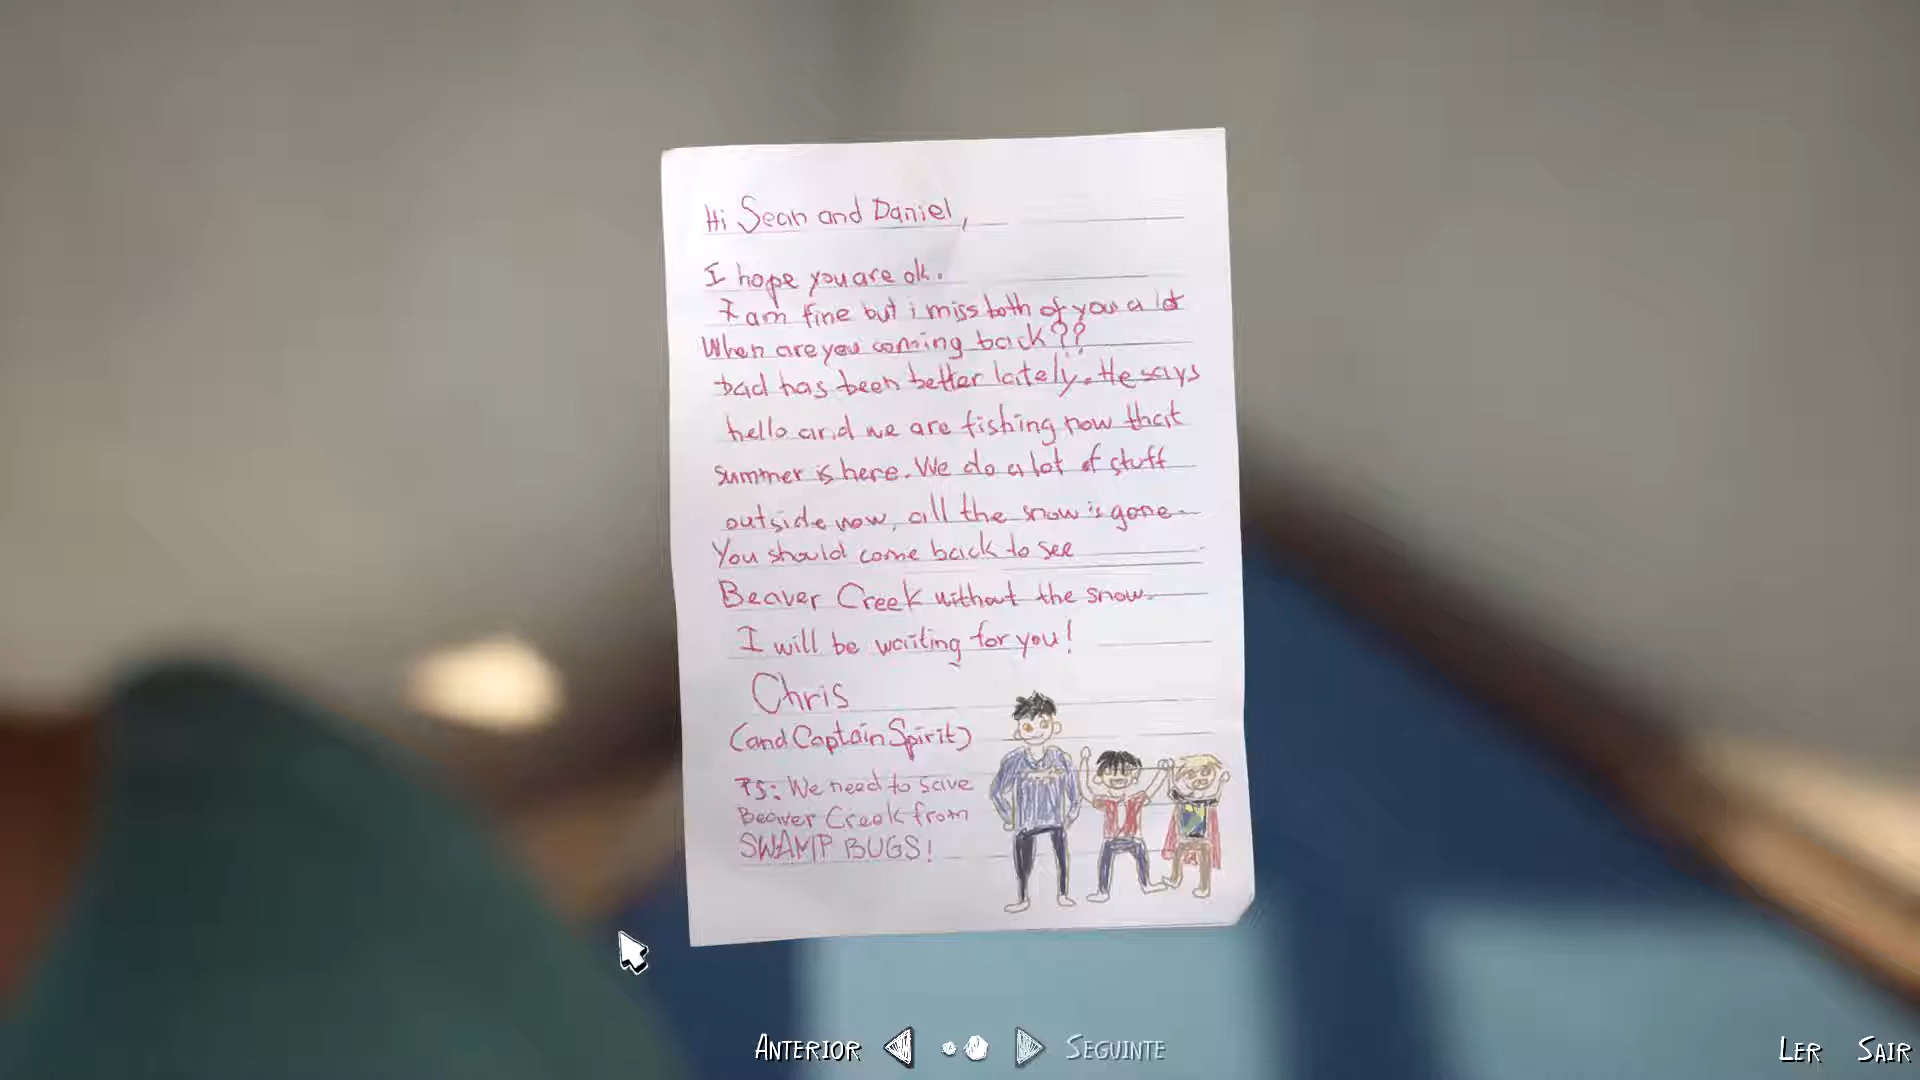 Hi Sean and Daniel,
I hope you are ok.
I am fine but i miss both of you a lot
When are you coming back??
Dad has been better lately. He says
hello and we are fishing now that
summer is here. We do a lot of stuff
outside now, all the snow is gone.
You should come back to see
Beaver Creek without the snow.
I will be waiting for you!
Chris
(and Captain Spirit)
PS: We need to save
Beaver Creek from
SWAMP BUGS!
ANTERIOR SEGUINTE
LER SAIR